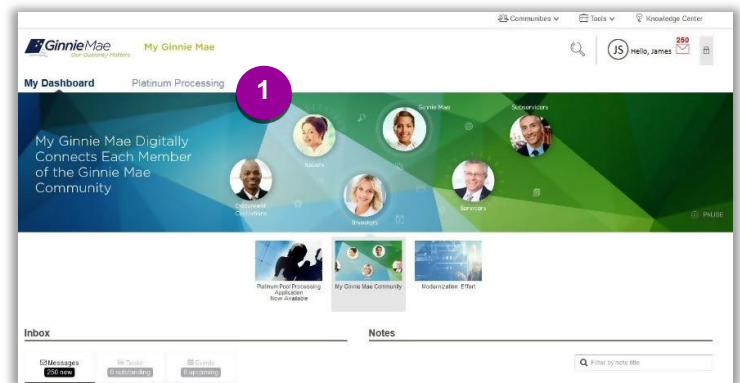 Communities
Tools
Knowledge Center
GinnieMae
Our Guaranty Matters
My Ginnie Mae
JS
Hello, James
250
My Dashboard
Platinum Processing
1
My Ginnie Mae Digitally
Connects Each Member
of the Ginnie Mae
Community
Ginnie Mae
Subservicers
Issuers
Document
Custodians
Investors
Servicers
PAUSE
Platinum Pool Processing
Application
Now Available
My Ginnie Mae Community
Modernization Effort
Inbox
Notes
Messages
250 new
Tasks
0 outstanding
Events
0 upcoming
Filter by note title